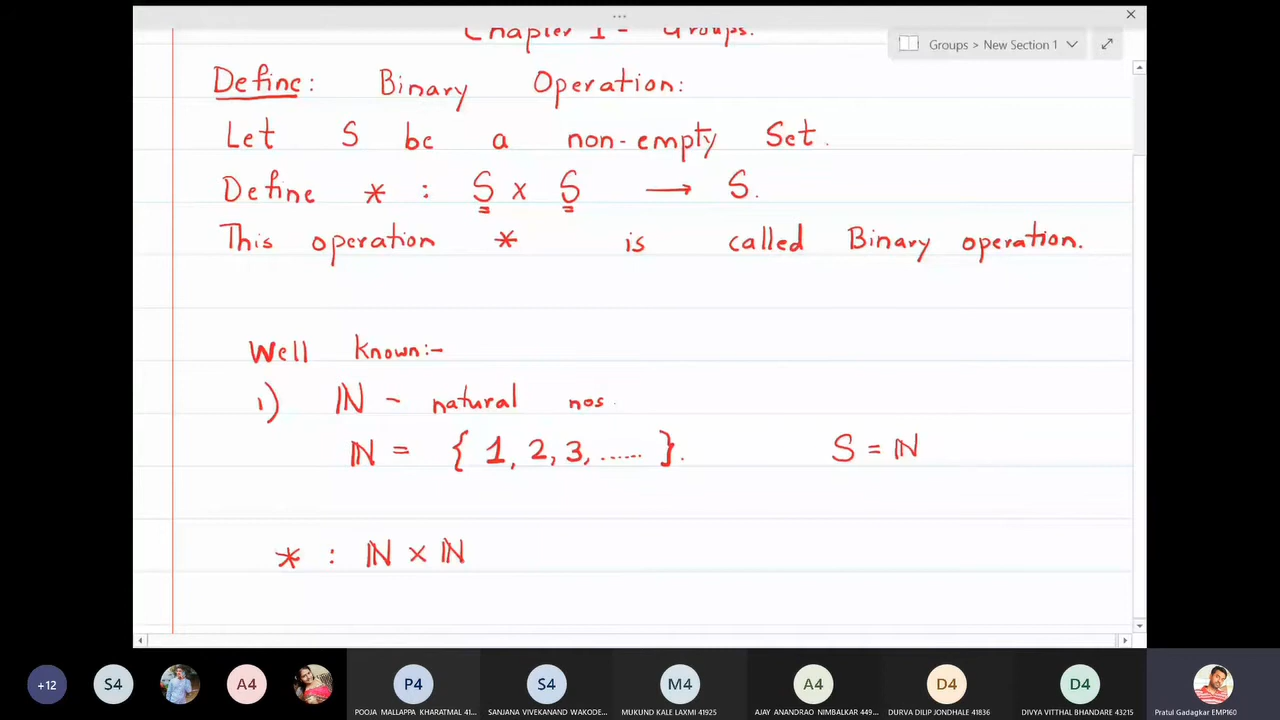 Chapter 1 - Groups.
Groups > New Section 1
Define: Binary Operation:
Let S be a non-empty Set.
Define * : S x S → S.
This operation * is called Binary operation.
Well known:-
1) ℕ - natural nos.
ℕ = { 1, 2, 3, ...... }. S = ℕ
* : ℕ × ℕ
+12 S4 A4 P4 S4 M4 A4 D4 D4
POOJA MALLAPPA KHARATMAL 41... SANJANA VIVEKANAND WAKODE... MUKUND KALE LAXMI 41925 AJAY ANANDRAO NIMBALKAR 449... DURVA DILIP JONDHALE 41836 DIVYA VITTHAL BHANDARE 43215 Pratul Gadagkar EMP160